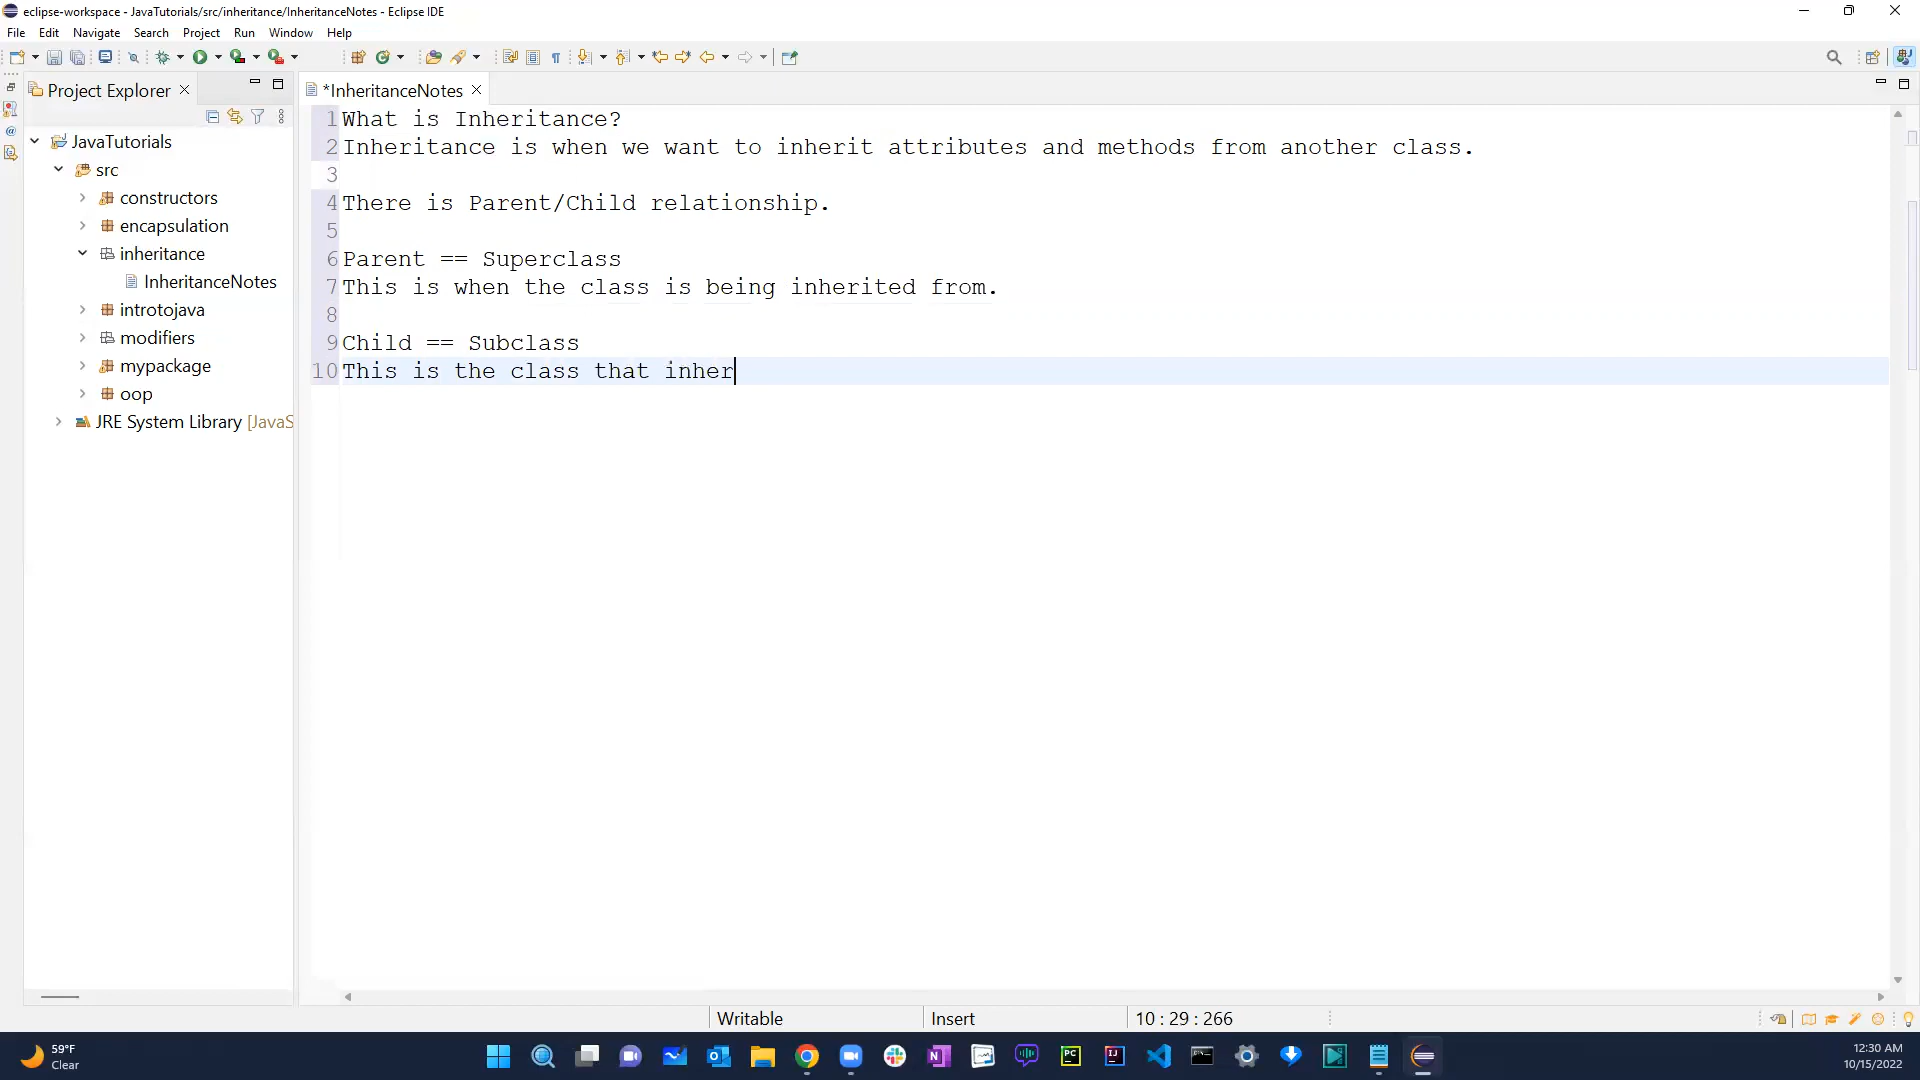 eclipse-workspace - JavaTutorials/src/inheritance/InheritanceNotes - Eclipse IDE
File Edit Navigate Search Project Run Window Help
Project Explorer
*InheritanceNotes
JavaTutorials
src
constructors
encapsulation
inheritance
InheritanceNotes
introtojava
modifiers
mypackage
oop
JRE System Library [JavaS
1 What is Inheritance?
2 Inheritance is when we want to inherit attributes and methods from another class.
3
4 There is Parent/Child relationship.
5
6 Parent == Superclass
7 This is when the class is being inherited from.
8
9 Child == Subclass
10 This is the class that inher
Writable Insert 10 : 29 : 266
59°F
Clear
12:30 AM
10/15/2022